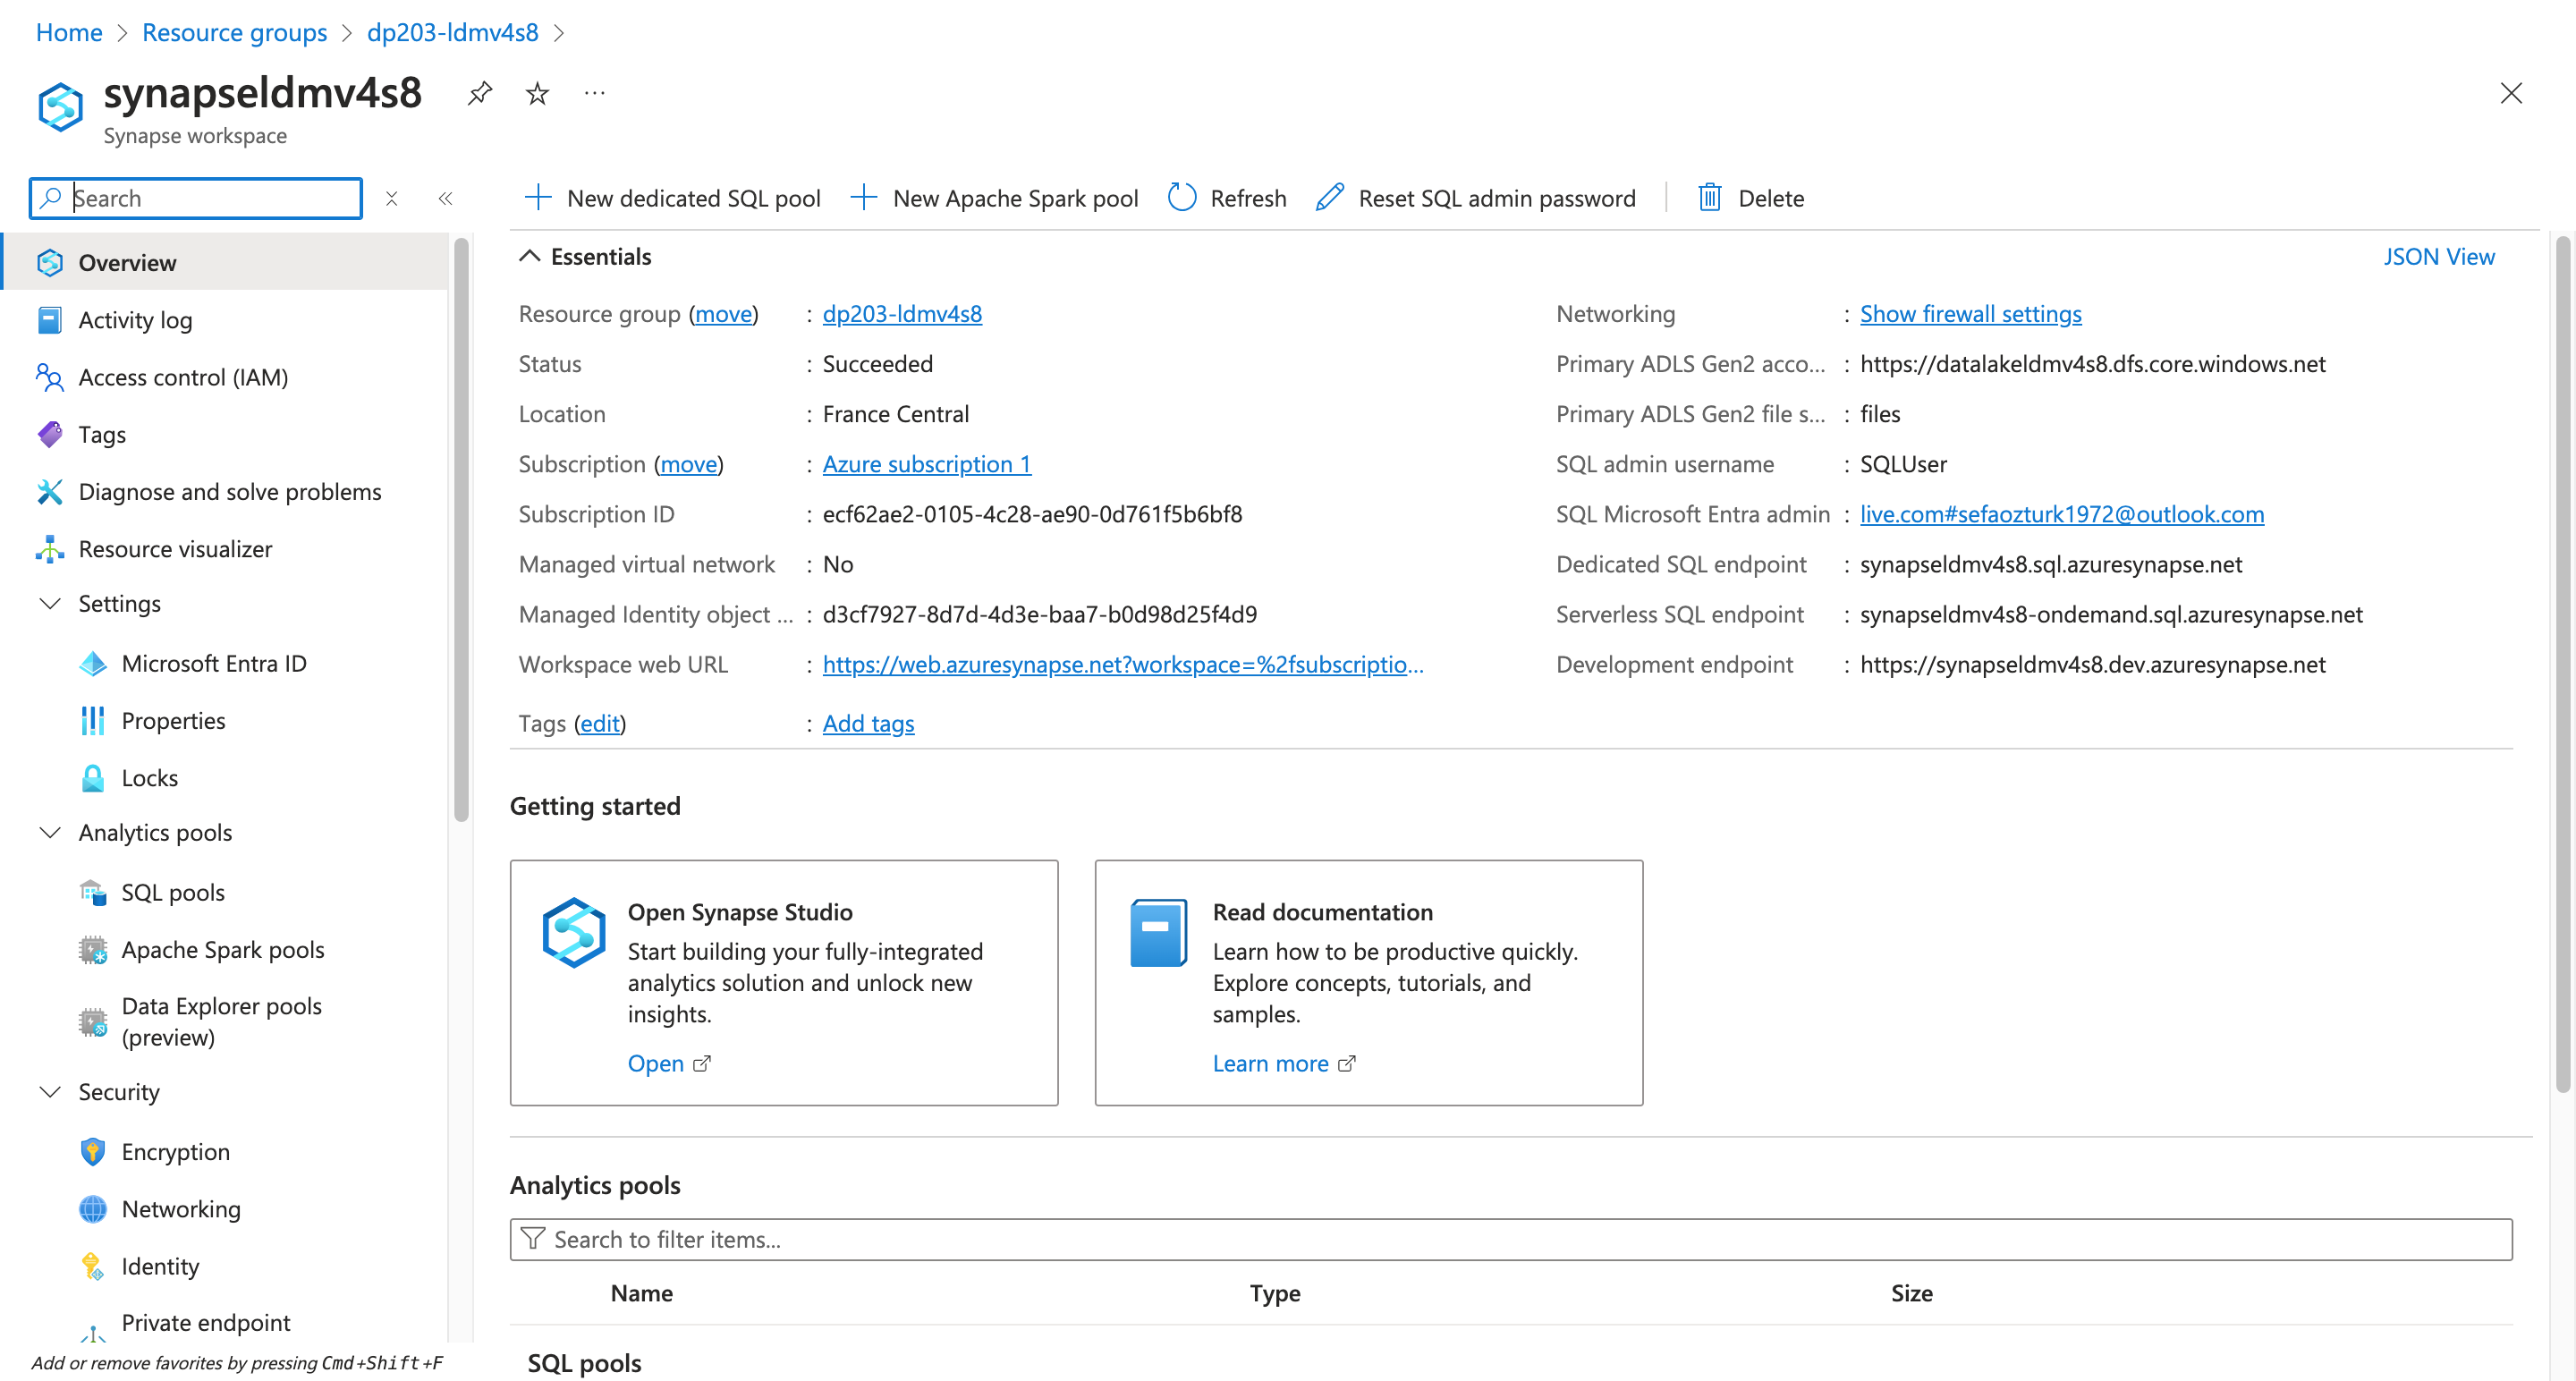 Home > Resource groups > dp203-ldmv4s8 >
synapseldmv4s8
Synapse workspace
Search
New dedicated SQL pool
New Apache Spark pool
Refresh
Reset SQL admin password
Delete
Overview
Activity log
Access control (IAM)
Tags
Diagnose and solve problems
Resource visualizer
Settings
Microsoft Entra ID
Properties
Locks
Analytics pools
SQL pools
Apache Spark pools
Data Explorer pools
(preview)
Security
Encryption
Networking
Identity
Private endpoint
Add or remove favorites by pressing Cmd+Shift+F
Essentials
JSON View
Resource group (move) : dp203-ldmv4s8
Status : Succeeded
Location : France Central
Subscription (move) : Azure subscription 1
Subscription ID : ecf62ae2-0105-4c28-ae90-0d761f5b6bf8
Managed virtual network : No
Managed Identity object ... : d3cf7927-8d7d-4d3e-baa7-b0d98d25f4d9
Workspace web URL : https://web.azuresynapse.net?workspace=%2fsubscriptio...
Tags (edit) : Add tags
Networking : Show firewall settings
Primary ADLS Gen2 acco... : https://datalakeldmv4s8.dfs.core.windows.net
Primary ADLS Gen2 file s... : files
SQL admin username : SQLUser
SQL Microsoft Entra admin : live.com#sefaozturk1972@outlook.com
Dedicated SQL endpoint : synapseldmv4s8.sql.azuresynapse.net
Serverless SQL endpoint : synapseldmv4s8-ondemand.sql.azuresynapse.net
Development endpoint : https://synapseldmv4s8.dev.azuresynapse.net
Getting started
Open Synapse Studio
Start building your fully-integrated
analytics solution and unlock new
insights.
Open
Read documentation
Learn how to be productive quickly.
Explore concepts, tutorials, and
samples.
Learn more
Analytics pools
Search to filter items...
Name Type Size
SQL pools